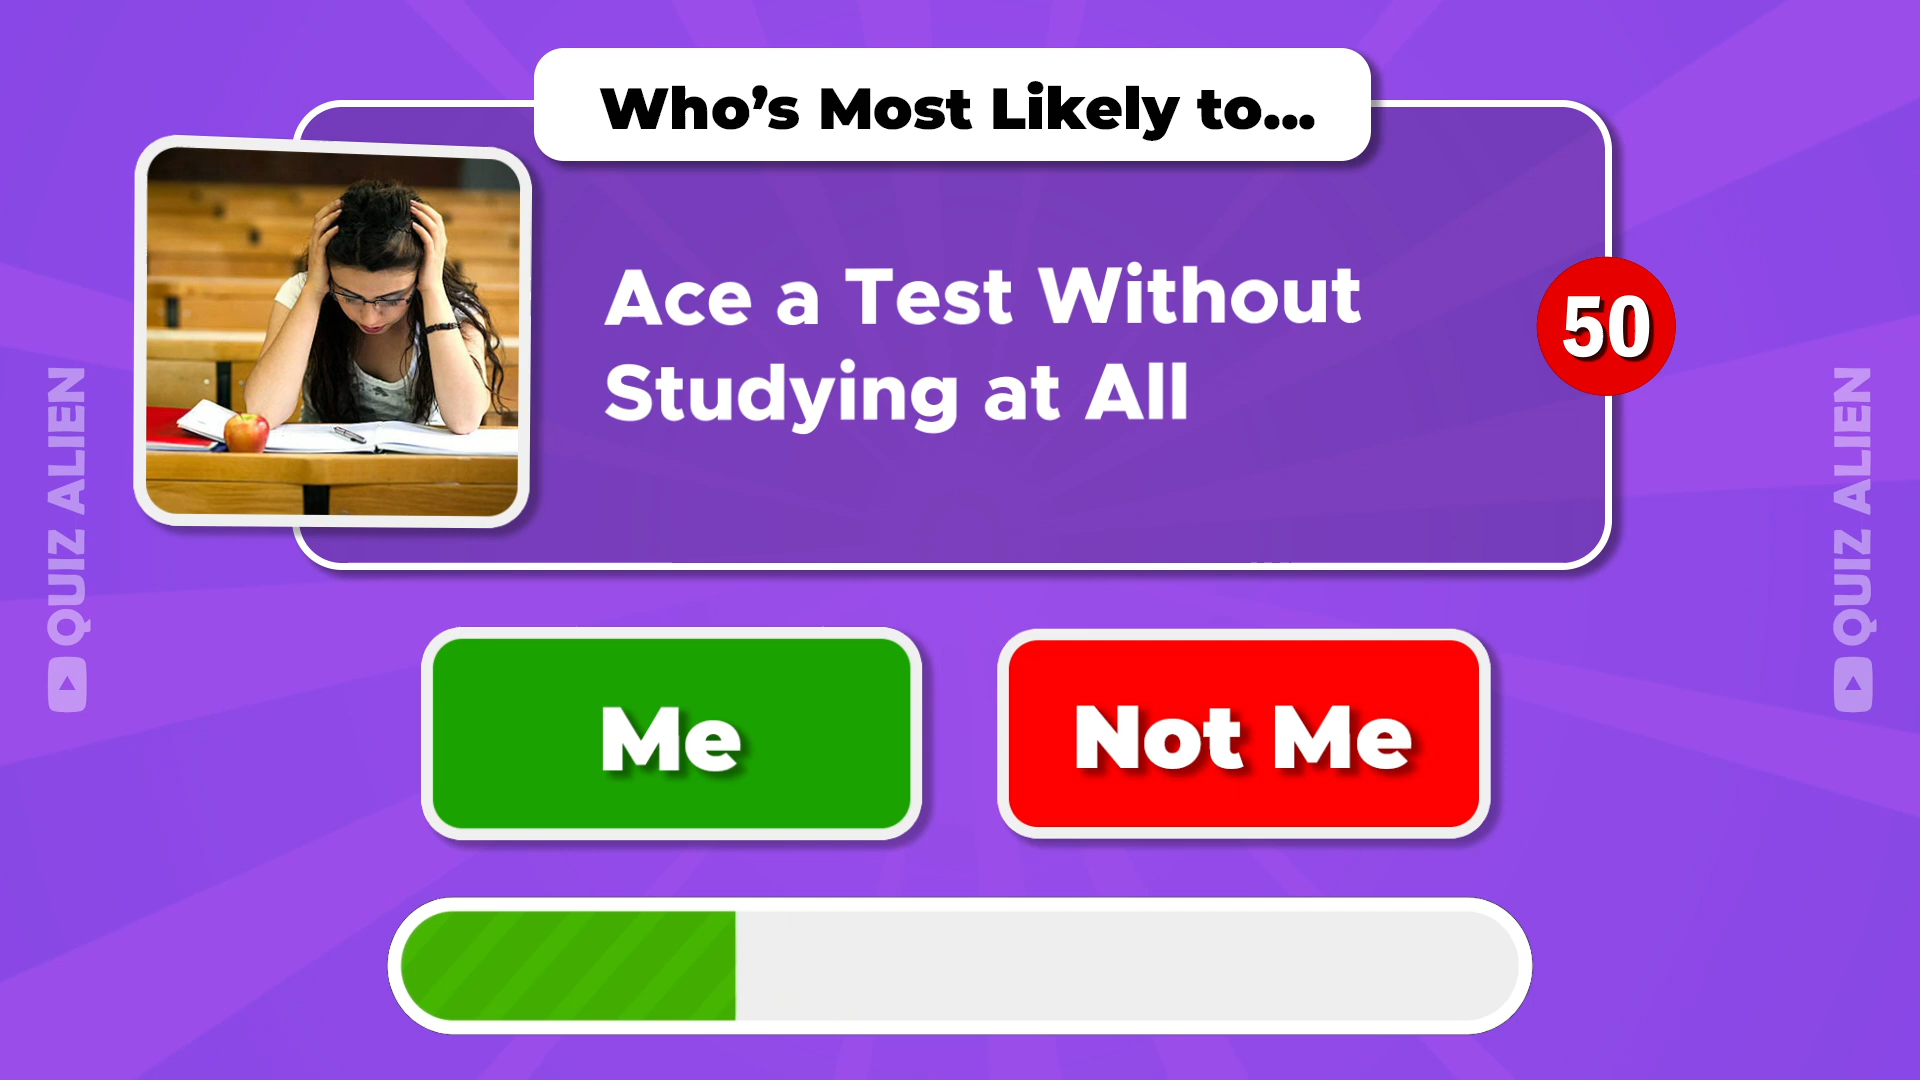 Who's Most Likely to...
Ace a Test Without
Studying at All
50
Me
Not Me
QUIZ ALIEN
QUIZ ALIEN